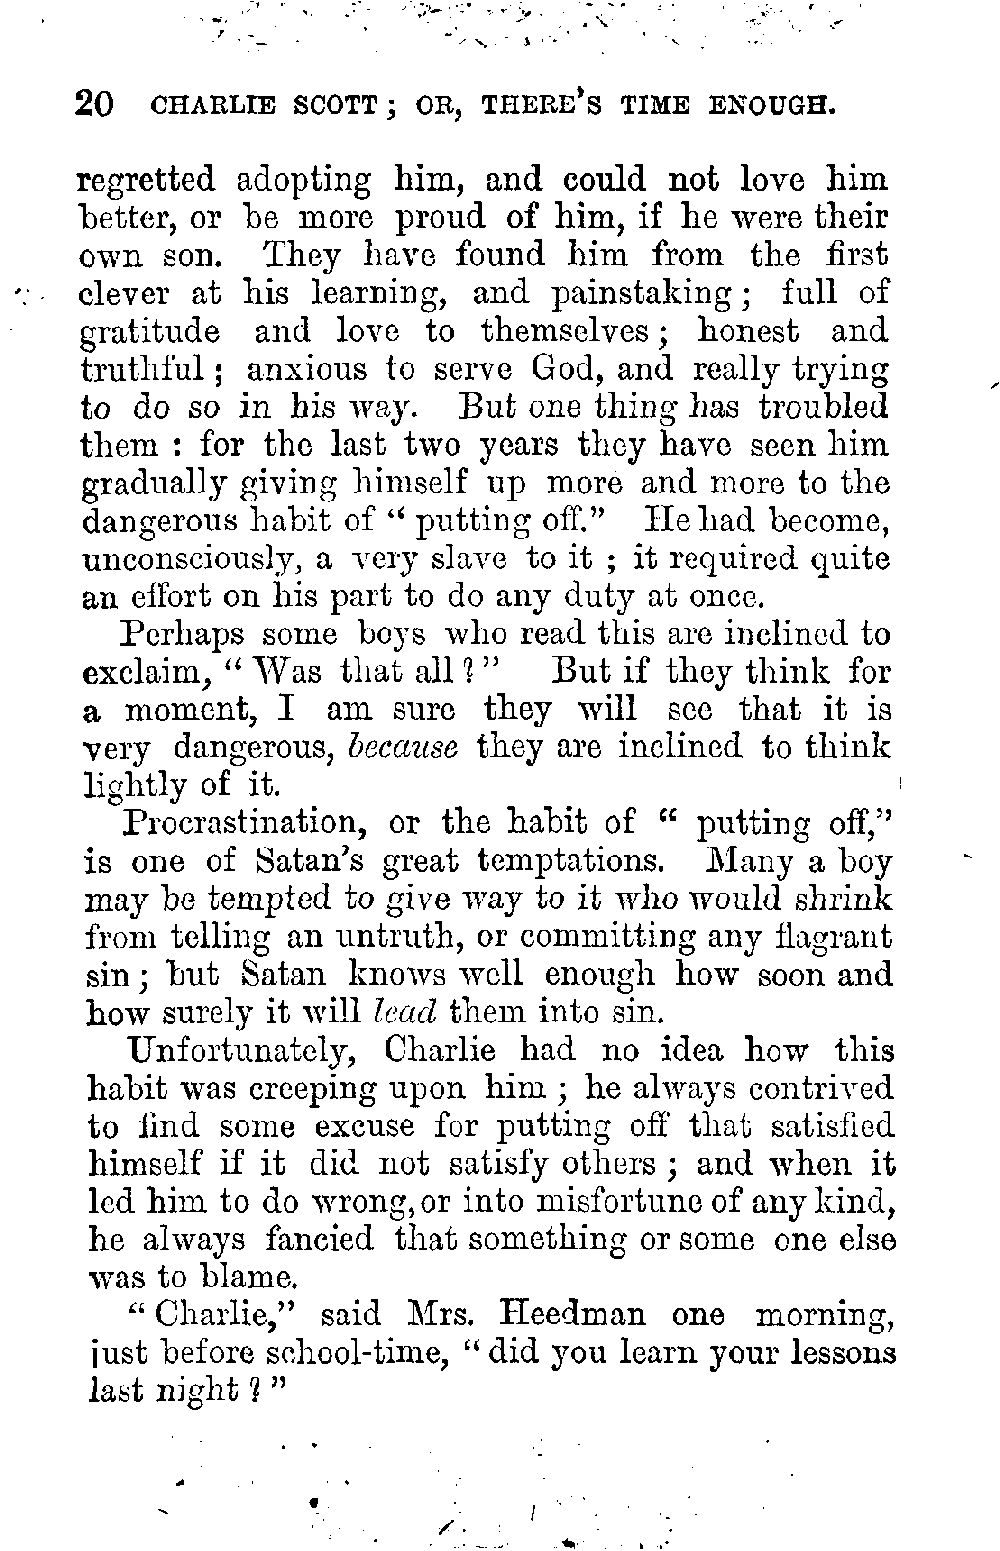 20 CHARLIE SCOTT ; OR, THERE'S TIME ENOUGH.
regretted adopting him, and could not love him
better, or be more proud of him, if he were their
own son. They have found him from the first
clever at his learning, and painstaking ; full of
gratitude and love to themselves ; honest and
truthful ; anxious to serve God, and really trying
to do so in his way. But one thing has troubled
them : for the last two years they have seen him
gradually giving himself up more and more to the
dangerous habit of “ putting off.” He had become,
unconsciously, a very slave to it ; it required quite
an effort on his part to do any duty at once.
Perhaps some boys who read this are inclined to
exclaim, “ Was that all ? ” But if they think for
a moment, I am sure they will see that it is
very dangerous, because they are inclined to think
lightly of it.
Procrastination, or the habit of “ putting off,”
is one of Satan's great temptations. Many a boy
may be tempted to give way to it who would shrink
from telling an untruth, or committing any flagrant
sin ; but Satan knows well enough how soon and
how surely it will lead them into sin.
Unfortunately, Charlie had no idea how this
habit was creeping upon him ; he always contrived
to find some excuse for putting off that satisfied
himself if it did not satisfy others ; and when it
led him to do wrong, or into misfortune of any kind,
he always fancied that something or some one else
was to blame.
“ Charlie,” said Mrs. Heedman one morning,
just before school-time, “ did you learn your lessons
last night ? ”